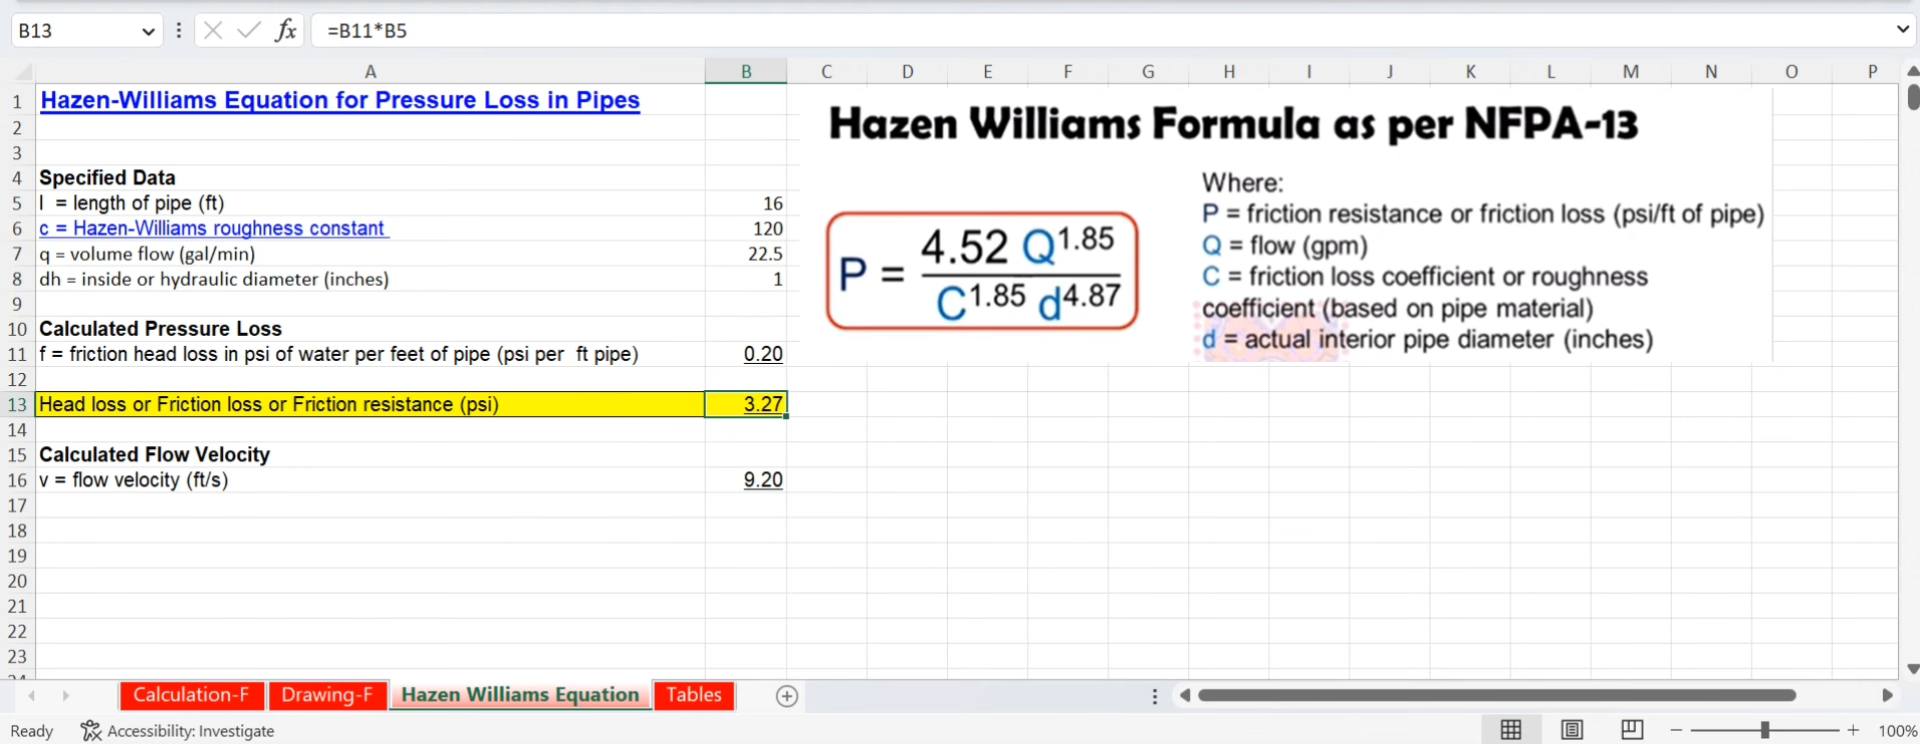 B13
fx
=B11*B5
A B C D E F G H I J K L M N O P
1 Hazen-Williams Equation for Pressure Loss in Pipes
2
3
4 Specified Data
5 l = length of pipe (ft) 16
6 c = Hazen-Williams roughness constant 120
7 q = volume flow (gal/min) 22.5
8 dh = inside or hydraulic diameter (inches) 1
9
10 Calculated Pressure Loss
11 f = friction head loss in psi of water per feet of pipe (psi per ft pipe) 0.20
12
13 Head loss or Friction loss or Friction resistance (psi) 3.27
14
15 Calculated Flow Velocity
16 v = flow velocity (ft/s) 9.20
17
18
19
20
21
22
23
Hazen Williams Formula as per NFPA-13
P = 4.52 Q^1.85
C^1.85 d^4.87
Where:
P = friction resistance or friction loss (psi/ft of pipe)
Q = flow (gpm)
C = friction loss coefficient or roughness
coefficient (based on pipe material)
d = actual interior pipe diameter (inches)
Calculation-F Drawing-F Hazen Williams Equation Tables
Ready Accessibility: Investigate 100%